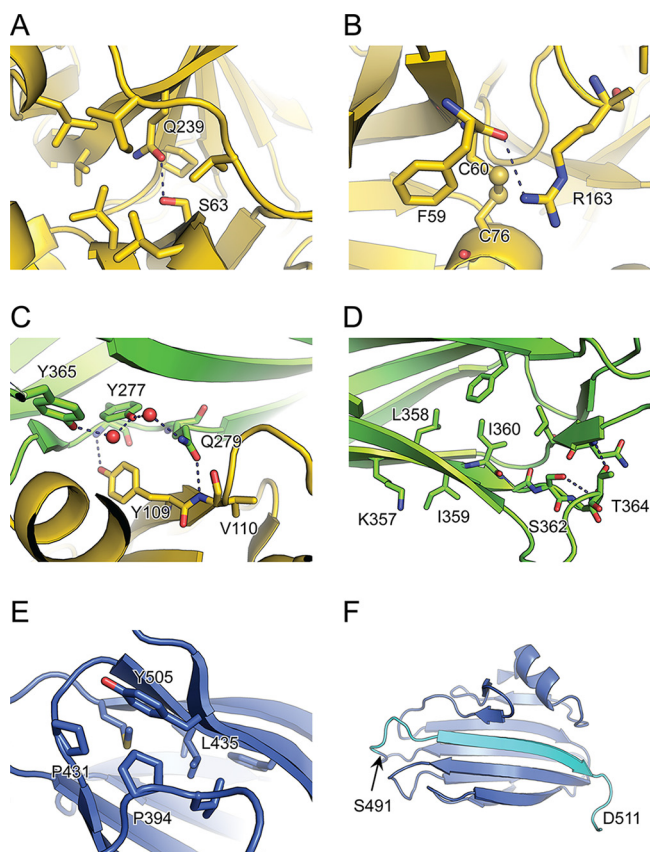 A
B
Q239
S63
C60
F59
R163
C76
C
D
Y365
Y277
Q279
Y109
V110
L358
I360
K357
I359
S362
T364
E
F
Y505
L435
P431
P394
S491
D511